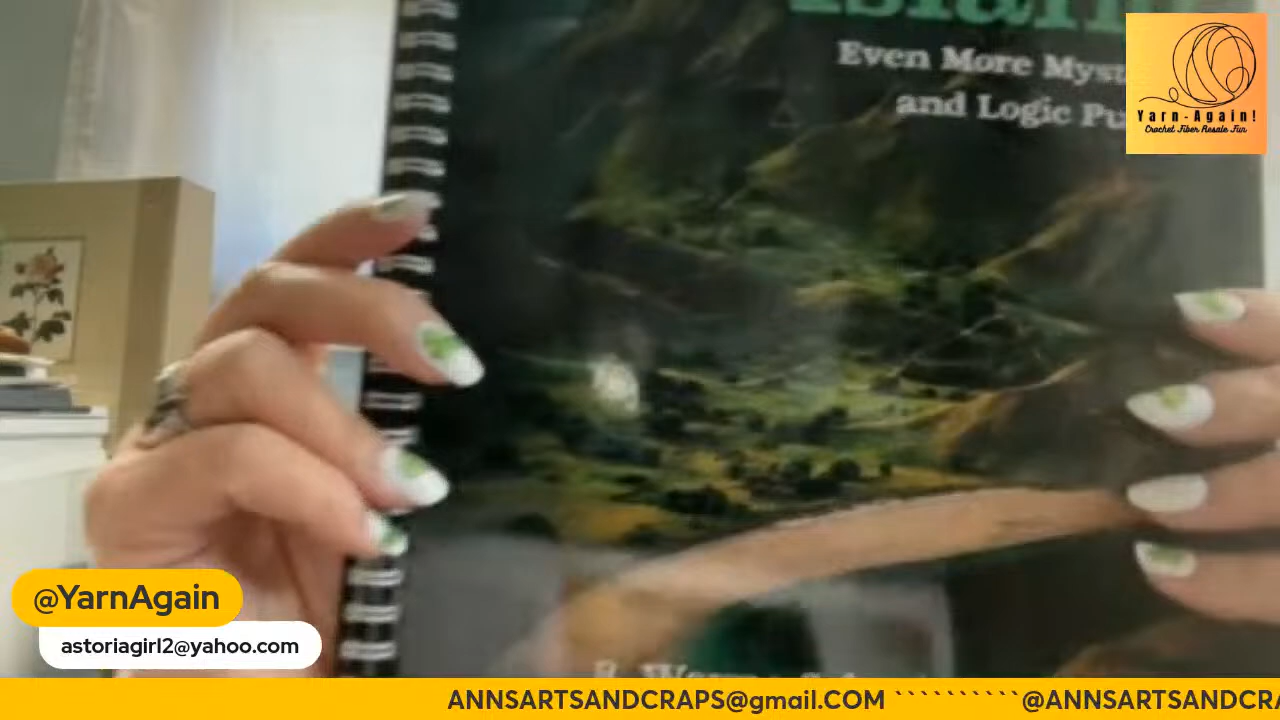 Even More Myst
and Logic Pu
Yarn-Again!
Crochet Fiber Resale Fun
@YarnAgain
astoriagirl2@yahoo.com
ANNSARTSANDCRAPS@gmail.COM ``````````@ANNSARTSANDCRA